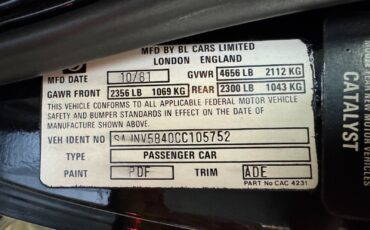 MFD BY BL CARS LIMITED
LONDON ENGLAND
MFD DATE 10/81 GVWR 4656 LB 2112 KG
GAWR FRONT 2356 LB 1069 KG REAR 2300 LB 1043 KG
THIS VEHICLE CONFORMS TO ALL APPLICABLE FEDERAL MOTOR VEHICLE
SAFETY AND BUMPER STANDARDS IN EFFECT ON THE DATE OF
MANUFACTURE SHOWN ABOVE.
VEH IDENT NO SAJNV5840CC105752
TYPE PASSENGER CAR
PAINT PDF TRIM ADE
PART NO CAC 4231
CATALYST